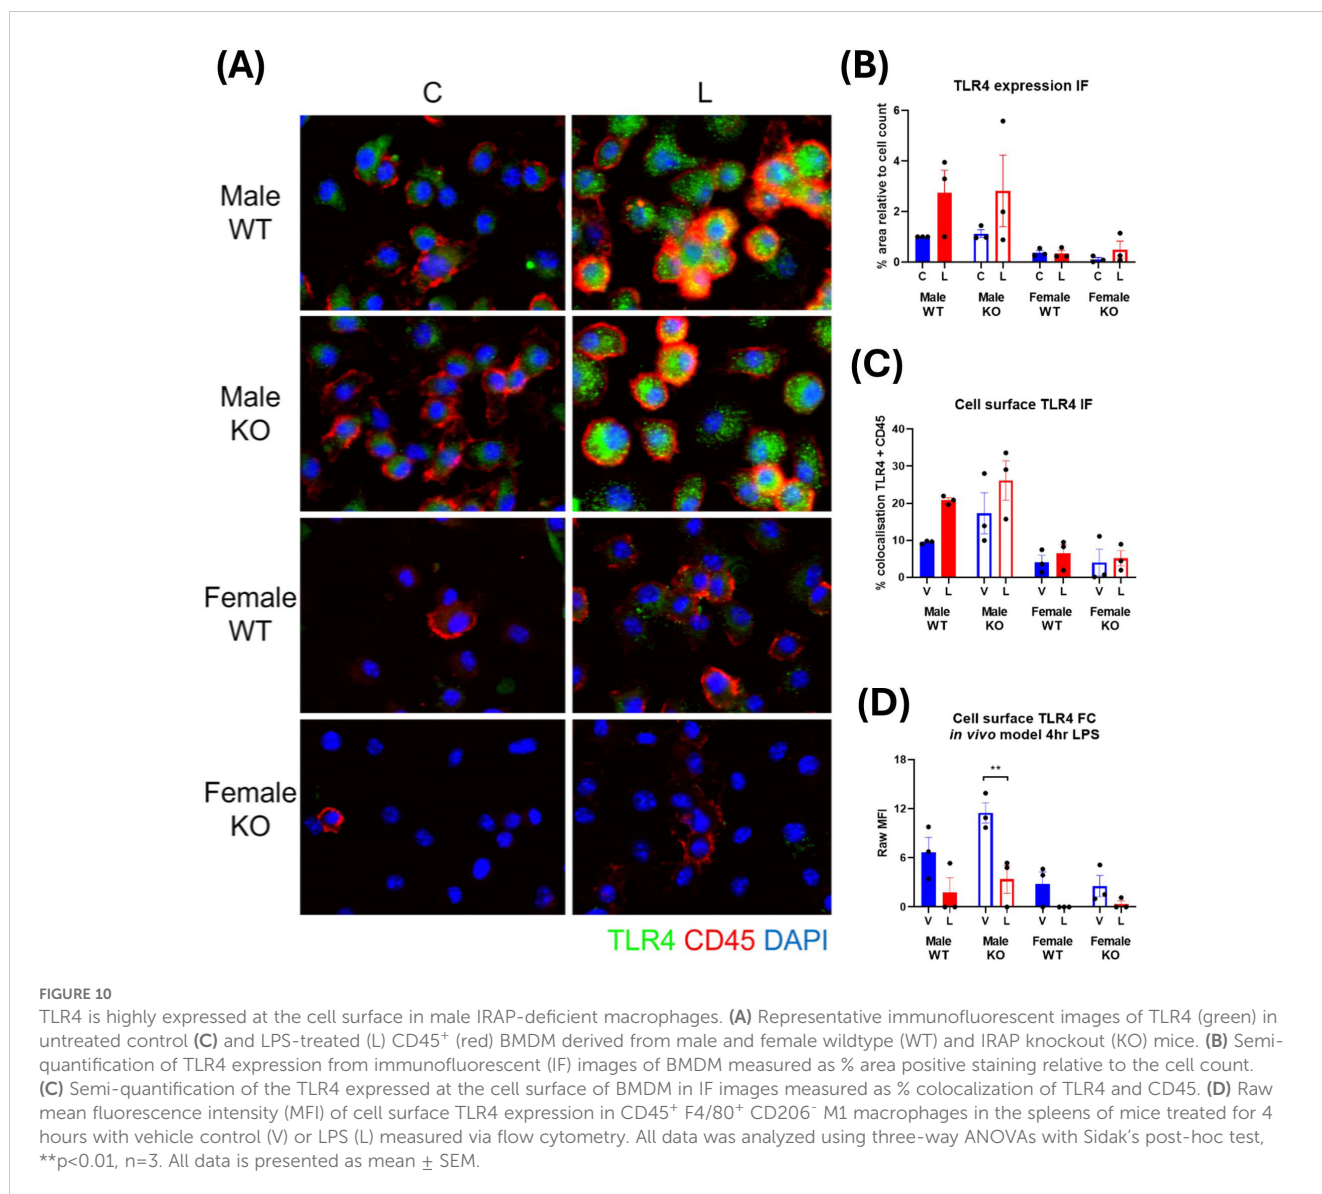 (A)
C
L
Male
WT
Male
KO
Female
WT
Female
KO
TLR4 CD45 DAPI
(B)
TLR4 expression IF
% area relative to cell count
6
4
2
0
C L C L C L C L
Male Male Female Female
WT KO WT KO
(C)
Cell surface TLR4 IF
% colocalisation TLR4 + CD45
40
30
20
10
0
V L V L V L V L
Male Male Female Female
WT KO WT KO
(D)
Cell surface TLR4 FC
in vivo model 4hr LPS
Raw MFI
18
12
6
0
**
V L V L V L V L
Male Male Female Female
WT KO WT KO
FIGURE 10
TLR4 is highly expressed at the cell surface in male IRAP-deficient macrophages. (A) Representative immunofluorescent images of TLR4 (green) in
untreated control (C) and LPS-treated (L) CD45+ (red) BMDM derived from male and female wildtype (WT) and IRAP knockout (KO) mice. (B) Semi-
quantification of TLR4 expression from immunofluorescent (IF) images of BMDM measured as % area positive staining relative to the cell count.
(C) Semi-quantification of the TLR4 expressed at the cell surface of BMDM in IF images measured as % colocalization of TLR4 and CD45. (D) Raw
mean fluorescence intensity (MFI) of cell surface TLR4 expression in CD45+ F4/80+ CD206- M1 macrophages in the spleens of mice treated for 4
hours with vehicle control (V) or LPS (L) measured via flow cytometry. All data was analyzed using three-way ANOVAs with Sidak's post-hoc test,
**p<0.01, n=3. All data is presented as mean ± SEM.